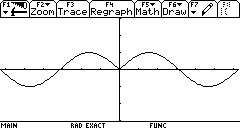 F1 F2 Zoom F3 Trace F4 Regraph F5 Math F6 Draw F7
MAIN RAD EXACT FUNC